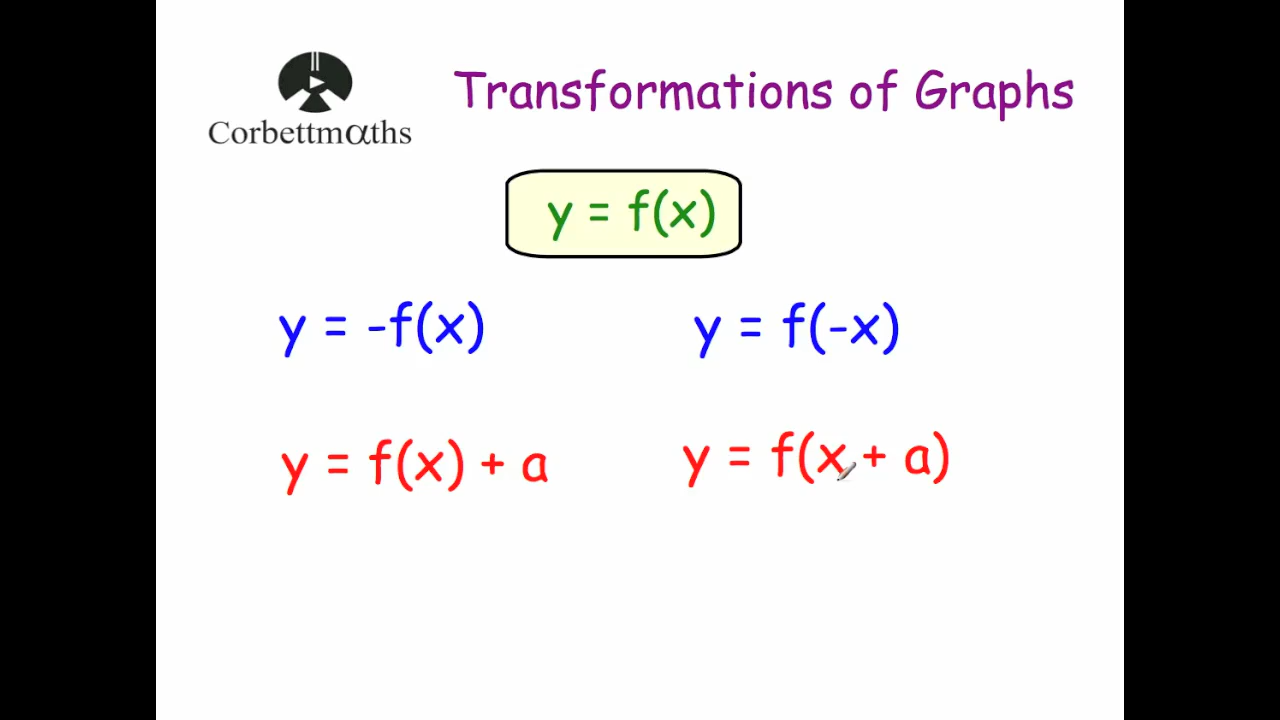 Corbettmαths
Transformations of Graphs
y = f(x)
y = -f(x)
y = f(-x)
y = f(x) + a
y = f(x + a)